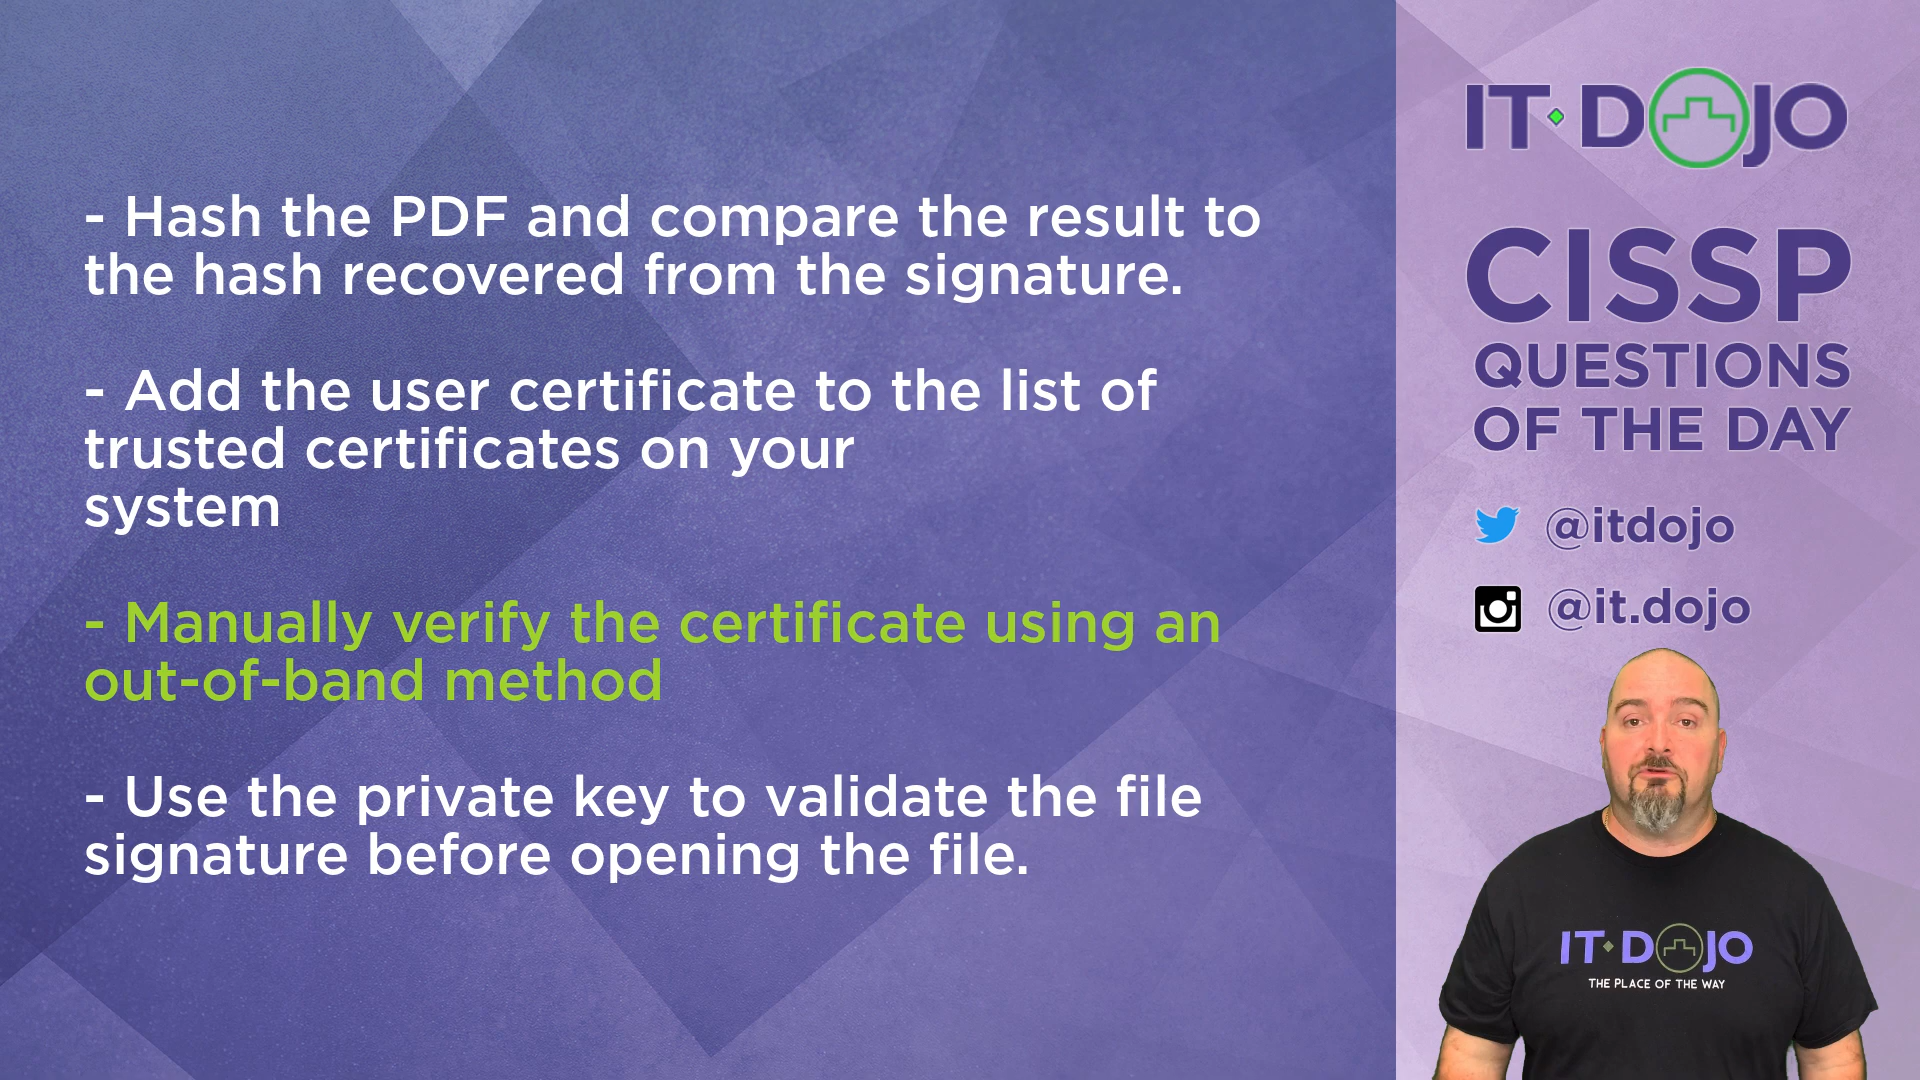 - Hash the PDF and compare the result to
the hash recovered from the signature.
- Add the user certificate to the list of
trusted certificates on your
system
- Manually verify the certificate using an
out-of-band method
- Use the private key to validate the file
signature before opening the file.
IT DOJO
CISSP
QUESTIONS
OF THE DAY
@itdojo
@it.dojo
IT DOJO
THE PLACE OF THE WAY